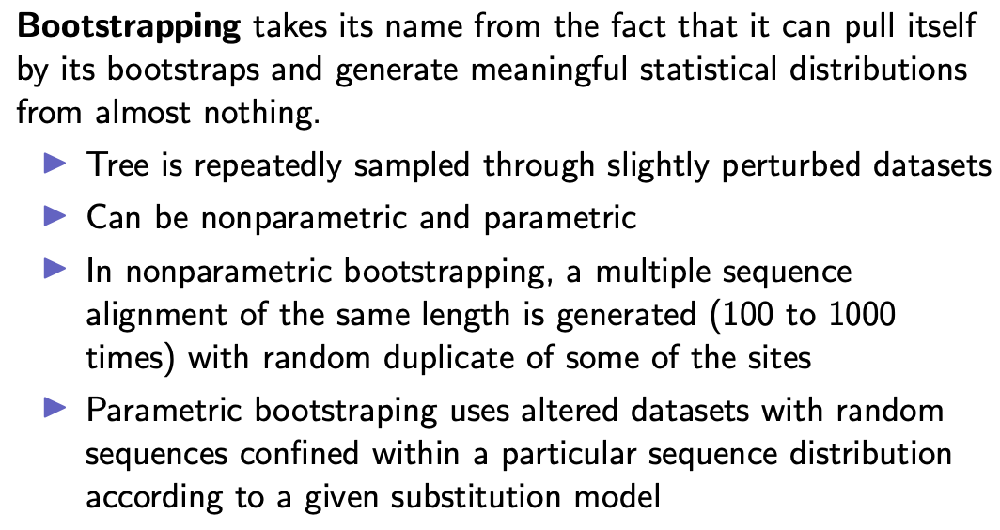 Bootstrapping takes its name from the fact that it can pull itself
by its bootstraps and generate meaningful statistical distributions
from almost nothing.
Tree is repeatedly sampled through slightly perturbed datasets
Can be nonparametric and parametric
In nonparametric bootstrapping, a multiple sequence
alignment of the same length is generated (100 to 1000
times) with random duplicate of some of the sites
Parametric bootstraping uses altered datasets with random
sequences confined within a particular sequence distribution
according to a given substitution model